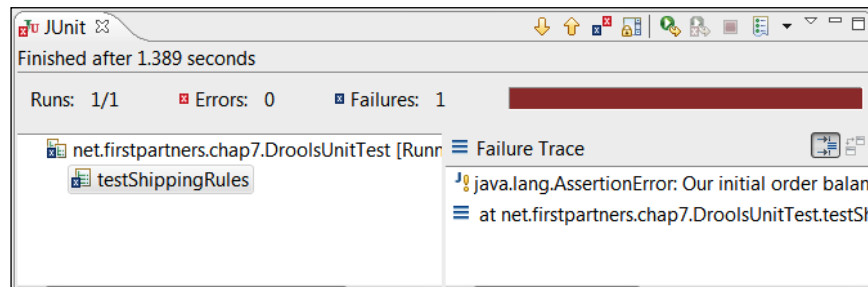 JUnit
Finished after 1.389 seconds
Runs: 1/1 Errors: 0 Failures: 1
net.firstpartners.chap7.DroolsUnitTest [Runn
testShippingRules
Failure Trace
java.lang.AssertionError: Our initial order balan
at net.firstpartners.chap7.DroolsUnitTest.testSh